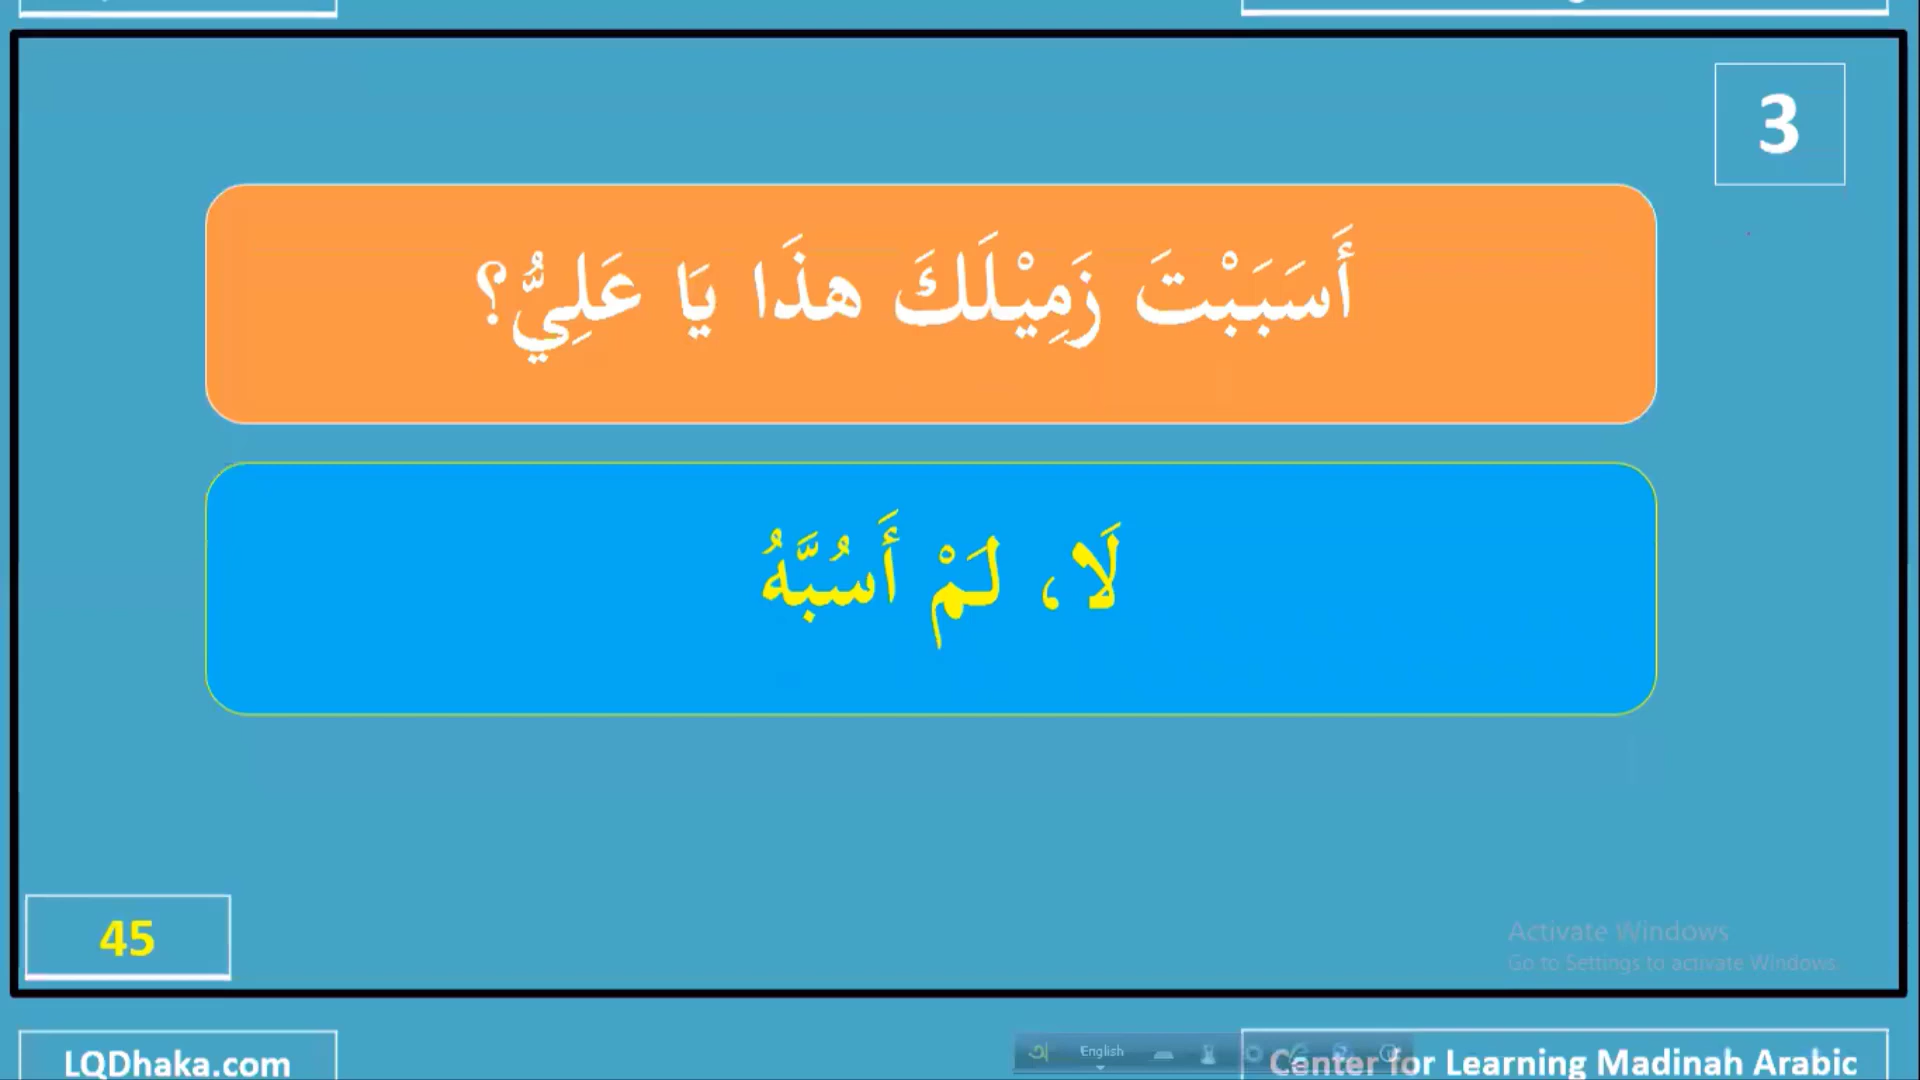 3
أَسَبَبْتَ زَمِيْلَكَ هذَا يَا عَلِيُّ؟
لَا، لَمْ أَسُبَّهُ
45
Activate Windows
Go to Settings to activate Windows.
English
LQDhaka.com
Center for Learning Madinah Arabic